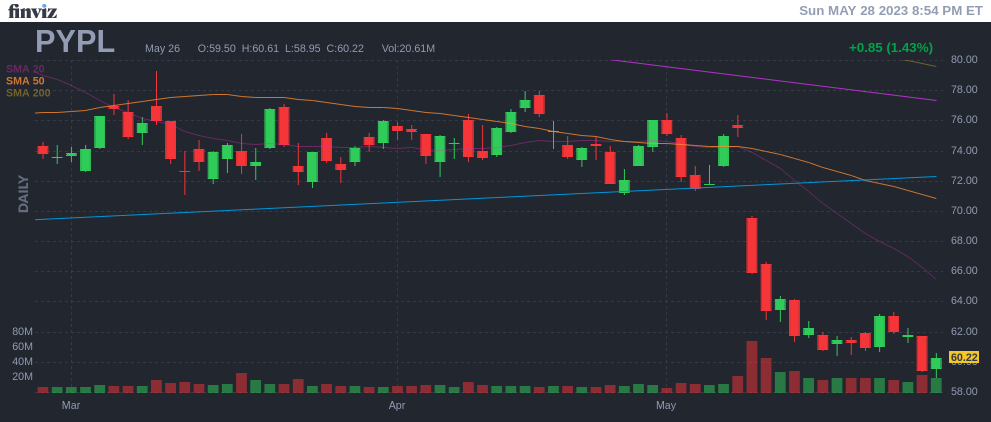 finviz
Sun MAY 28 2023 8:54 PM ET
PYPL
May 26 O:59.50 H:60.61 L:58.95 C:60.22 Vol:20.61M
+0.85 (1.43%)
SMA 20
SMA 50
SMA 200
DAILY
80.00
78.00
76.00
74.00
72.00
70.00
68.00
66.00
64.00
62.00
60.22
58.00
80M
60M
40M
20M
Mar
Apr
May